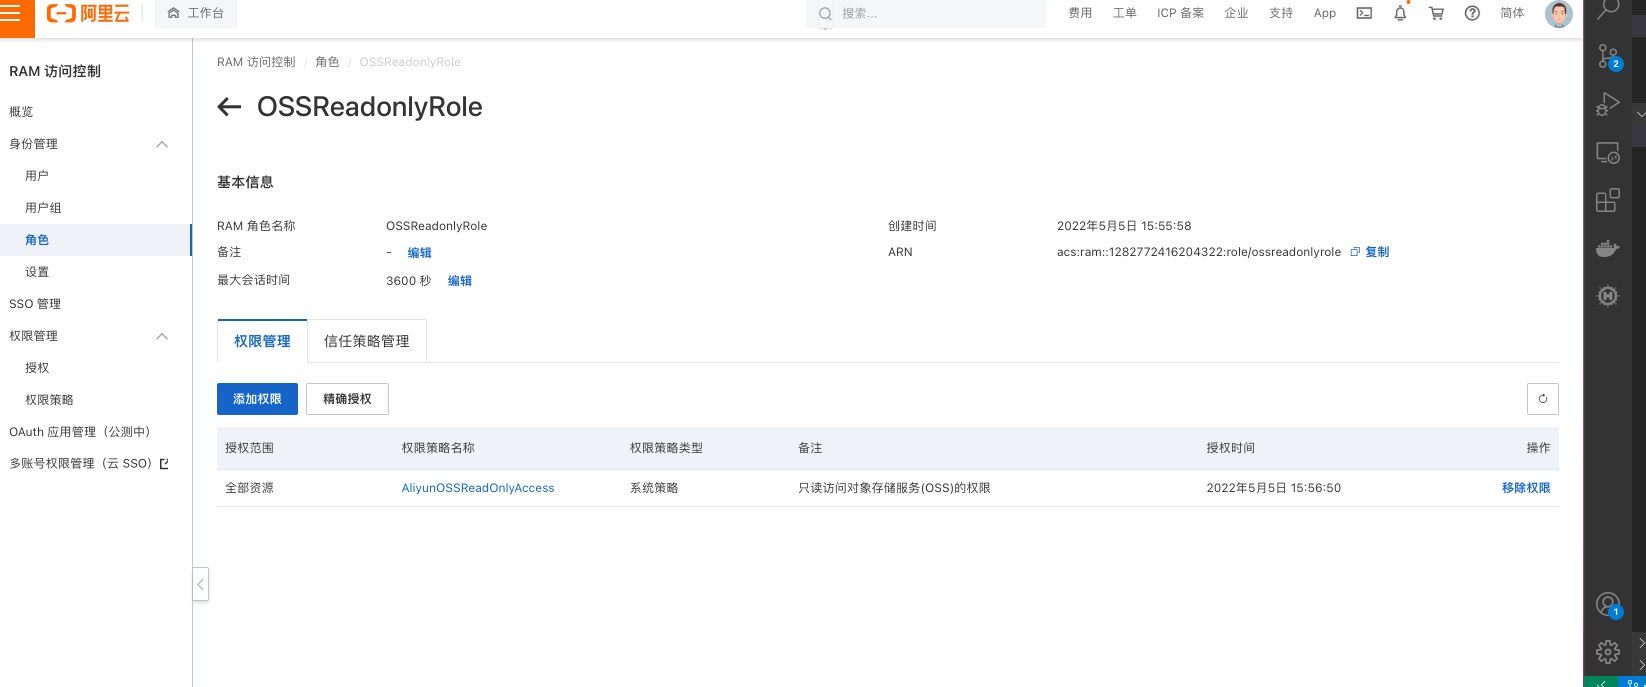 阿里云
工作台
搜索...
费用 工单 ICP 备案 企业 支持 App 简体
RAM 访问控制
概览
身份管理
用户
用户组
角色
设置
SSO 管理
权限管理
授权
权限策略
OAuth 应用管理（公测中）
多账号权限管理（云 SSO）
RAM 访问控制 / 角色 / OSSReadonlyRole
OSSReadonlyRole
基本信息
RAM 角色名称 OSSReadonlyRole 创建时间 2022年5月5日 15:55:58
备注 - 编辑 ARN acs:ram::1282772416204322:role/ossreadonlyrole 复制
最大会话时间 3600 秒 编辑
权限管理 信任策略管理
添加权限 精确授权
授权范围 权限策略名称 权限策略类型 备注 授权时间 操作
全部资源 AliyunOSSReadOnlyAccess 系统策略 只读访问对象存储服务(OSS)的权限 2022年5月5日 15:56:50 移除权限
2
1